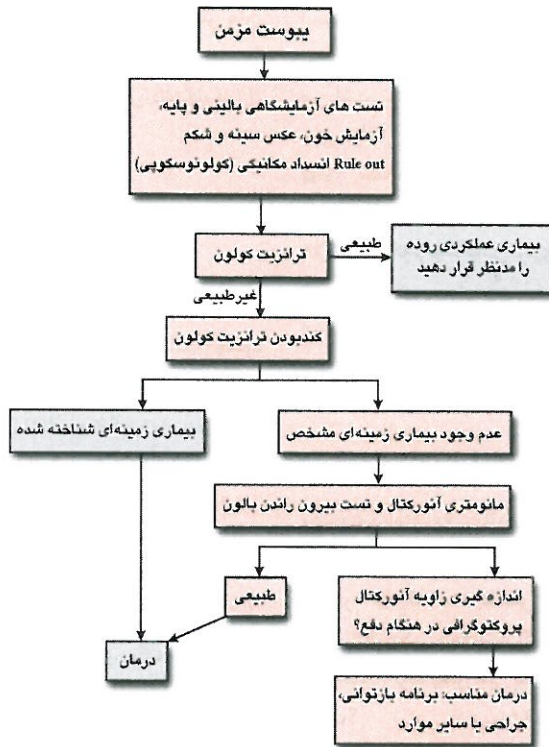 یبوست مزمن
تست های آزمایشگاهی بالینی و پایه،
آزمایش خون، عکس سینه و شکم
Rule out انسداد مکانیکی (کولونوسکوپی)
ترانزیت کولون
طبیعی
بیماری عملکردی روده
را مدنظر قرار دهید
غیرطبیعی
کندبودن ترانزیت کولون
عدم وجود بیماری زمینه‌ای مشخص
بیماری زمینه‌ای شناخته شده
مانومتری آنورکتال و تست بیرون راندن بالون
اندازه گیری زاویه آنورکتال
پروکتوگرافی در هنگام دفع؟
طبیعی
درمان
درمان مناسب: برنامه بازتوانی،
جراحی یا سایر موارد